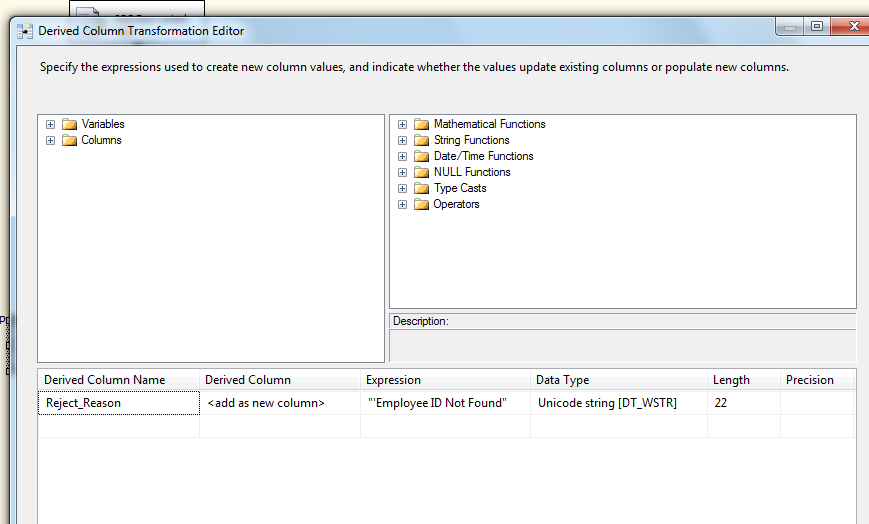 Derived Column Transformation Editor
Specify the expressions used to create new column values, and indicate whether the values update existing columns or populate new columns.
Variables
Columns
Mathematical Functions
String Functions
Date/Time Functions
NULL Functions
Type Casts
Operators
Description:
Derived Column Name Derived Column Expression Data Type Length Precision
Reject_Reason <add as new column> "'Employee ID Not Found" Unicode string [DT_WSTR] 22